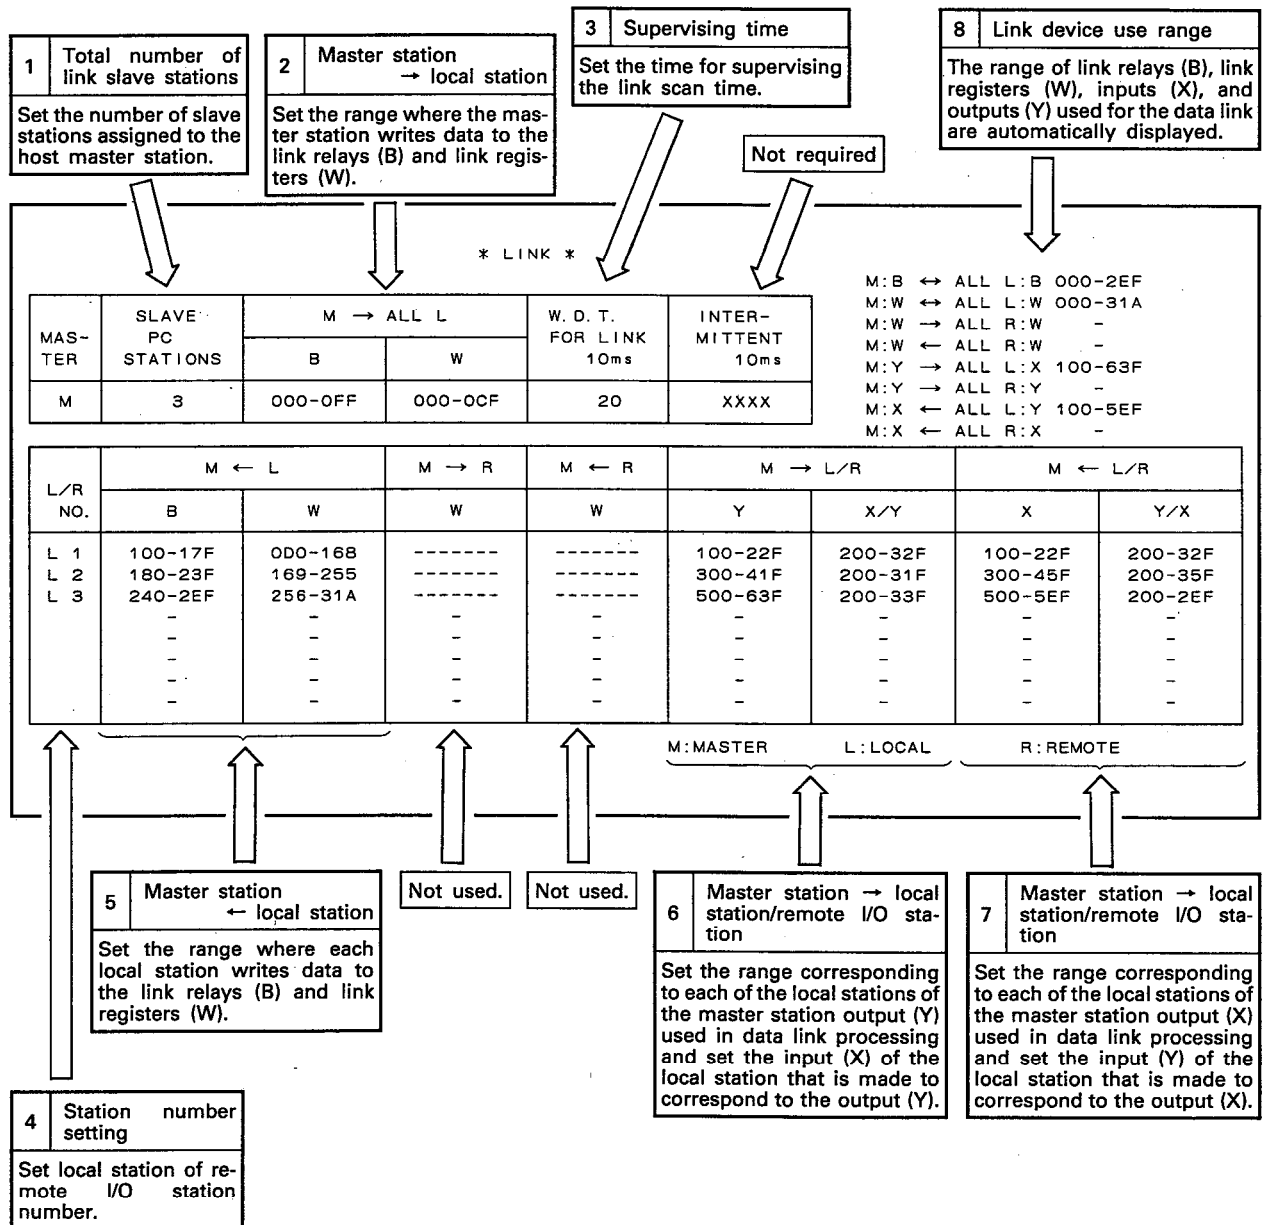 1 Total number of
link slave stations
Set the number of slave
stations assigned to the
host master station.
2 Master station
→ local station
Set the range where the mas-
ter station writes data to the
link relays (B) and link regis-
ters (W).
3 Supervising time
Set the time for supervising
the link scan time.
Not required
8 Link device use range
The range of link relays (B), link
registers (W), inputs (X), and
outputs (Y) used for the data link
are automatically displayed.
* LINK *
M:B ↔ ALL L:B 000-2EF
M:W ↔ ALL L:W 000-31A
M:W → ALL R:W -
M:W ← ALL R:W -
M:Y → ALL L:X 100-63F
M:Y → ALL R:Y -
M:X ← ALL L:Y 100-5EF
M:X ← ALL R:X -
MAS-
TER
SLAVE
PC
STATIONS
M → ALL L
B W
W.D.T.
FOR LINK
10ms
INTER-
MITTENT
10ms
M 3 000-0FF 000-0CF 20 XXXX
L/R
NO.
M ← L M → R M ← R M → L/R M ← L/R
B W W W Y X/Y X Y/X
L 1 100-17F 0D0-168 ------- ------- 100-22F 200-32F 100-22F 200-32F
L 2 180-23F 169-255 ------- ------- 300-41F 200-31F 300-45F 200-35F
L 3 240-2EF 256-31A ------- ------- 500-63F 200-33F 500-5EF 200-2EF
- - - - - - - -
- - - - - - - -
- - - - - - - -
- - - - - - - -
- - - - - - - -
M:MASTER L:LOCAL R:REMOTE
5 Master station
← local station
Set the range where each
local station writes data to
the link relays (B) and link
registers (W).
Not used.
Not used.
6 Master station → local
station/remote I/O sta-
tion
Set the range corresponding
to each of the local stations of
the master station output (Y)
used in data link processing
and set the input (X) of the
local station that is made to
correspond to the output (Y).
7 Master station → local
station/remote I/O sta-
tion
Set the range corresponding
to each of the local stations of
the master station output (X)
used in data link processing
and set the input (Y) of the
local station that is made to
correspond to the output (X).
4 Station number
setting
Set local station of re-
mote I/O station
number.